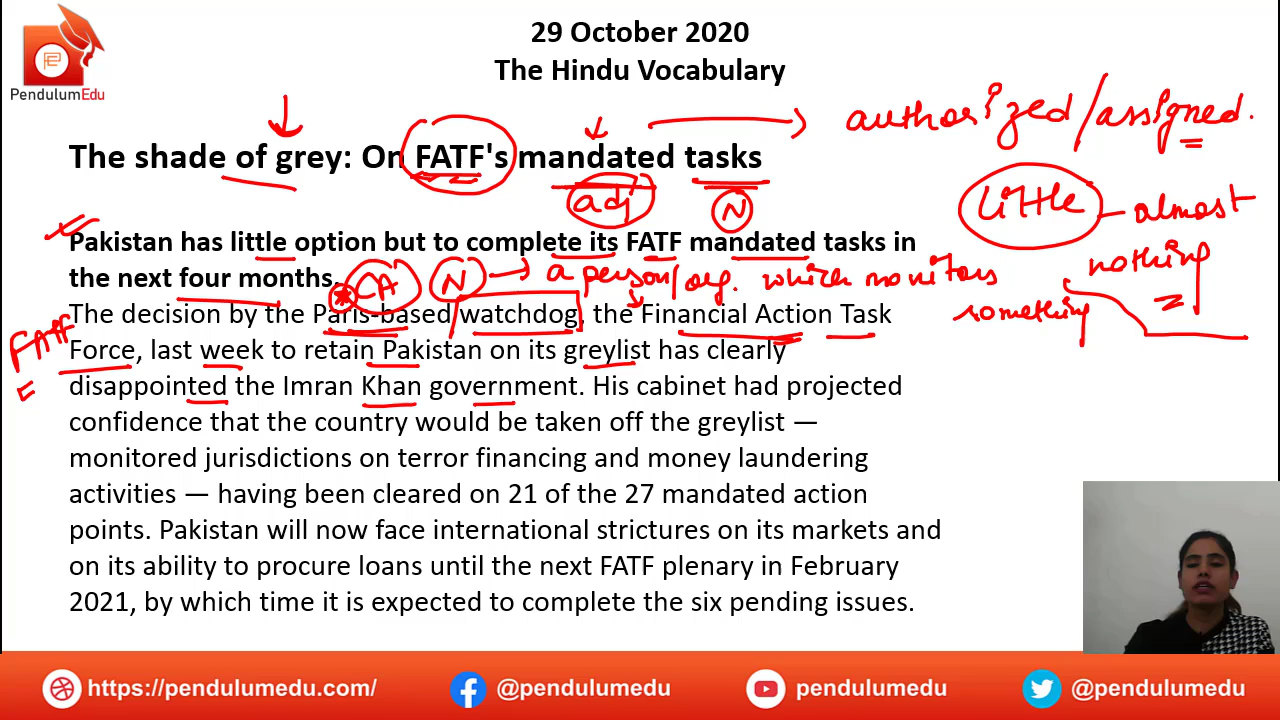 29 October 2020
The Hindu Vocabulary
PendulumEdu
authorized/assigned.
The shade of grey: On FATF's mandated tasks
adj
N
Little - almost nothing
Pakistan has little option but to complete its FATF mandated tasks in
the next four months.
A
N
a person/org. which monitors
something
The decision by the Paris-based watchdog, the Financial Action Task
FATF
Force, last week to retain Pakistan on its greylist has clearly
disappointed the Imran Khan government. His cabinet had projected
confidence that the country would be taken off the greylist —
monitored jurisdictions on terror financing and money laundering
activities — having been cleared on 21 of the 27 mandated action
points. Pakistan will now face international strictures on its markets and
on its ability to procure loans until the next FATF plenary in February
2021, by which time it is expected to complete the six pending issues.
https://pendulumedu.com/ @pendulumedu pendulumedu @pendulumedu